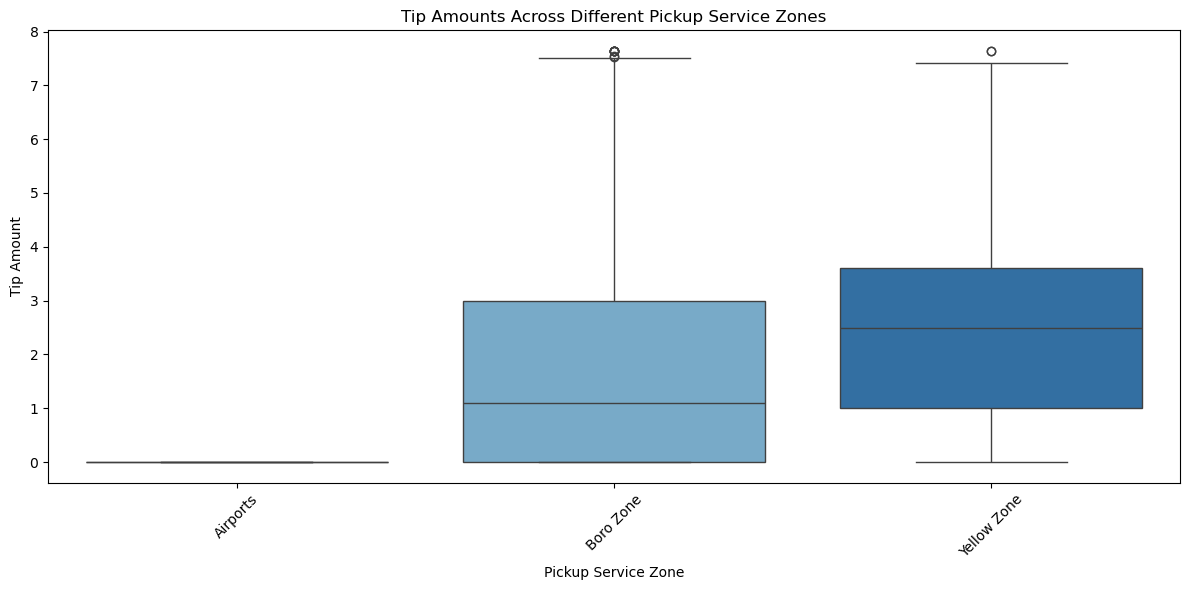 Tip Amounts Across Different Pickup Service Zones
8
7
6
5
4
3
2
1
0
Tip Amount
Airports
Boro Zone
Yellow Zone
Pickup Service Zone